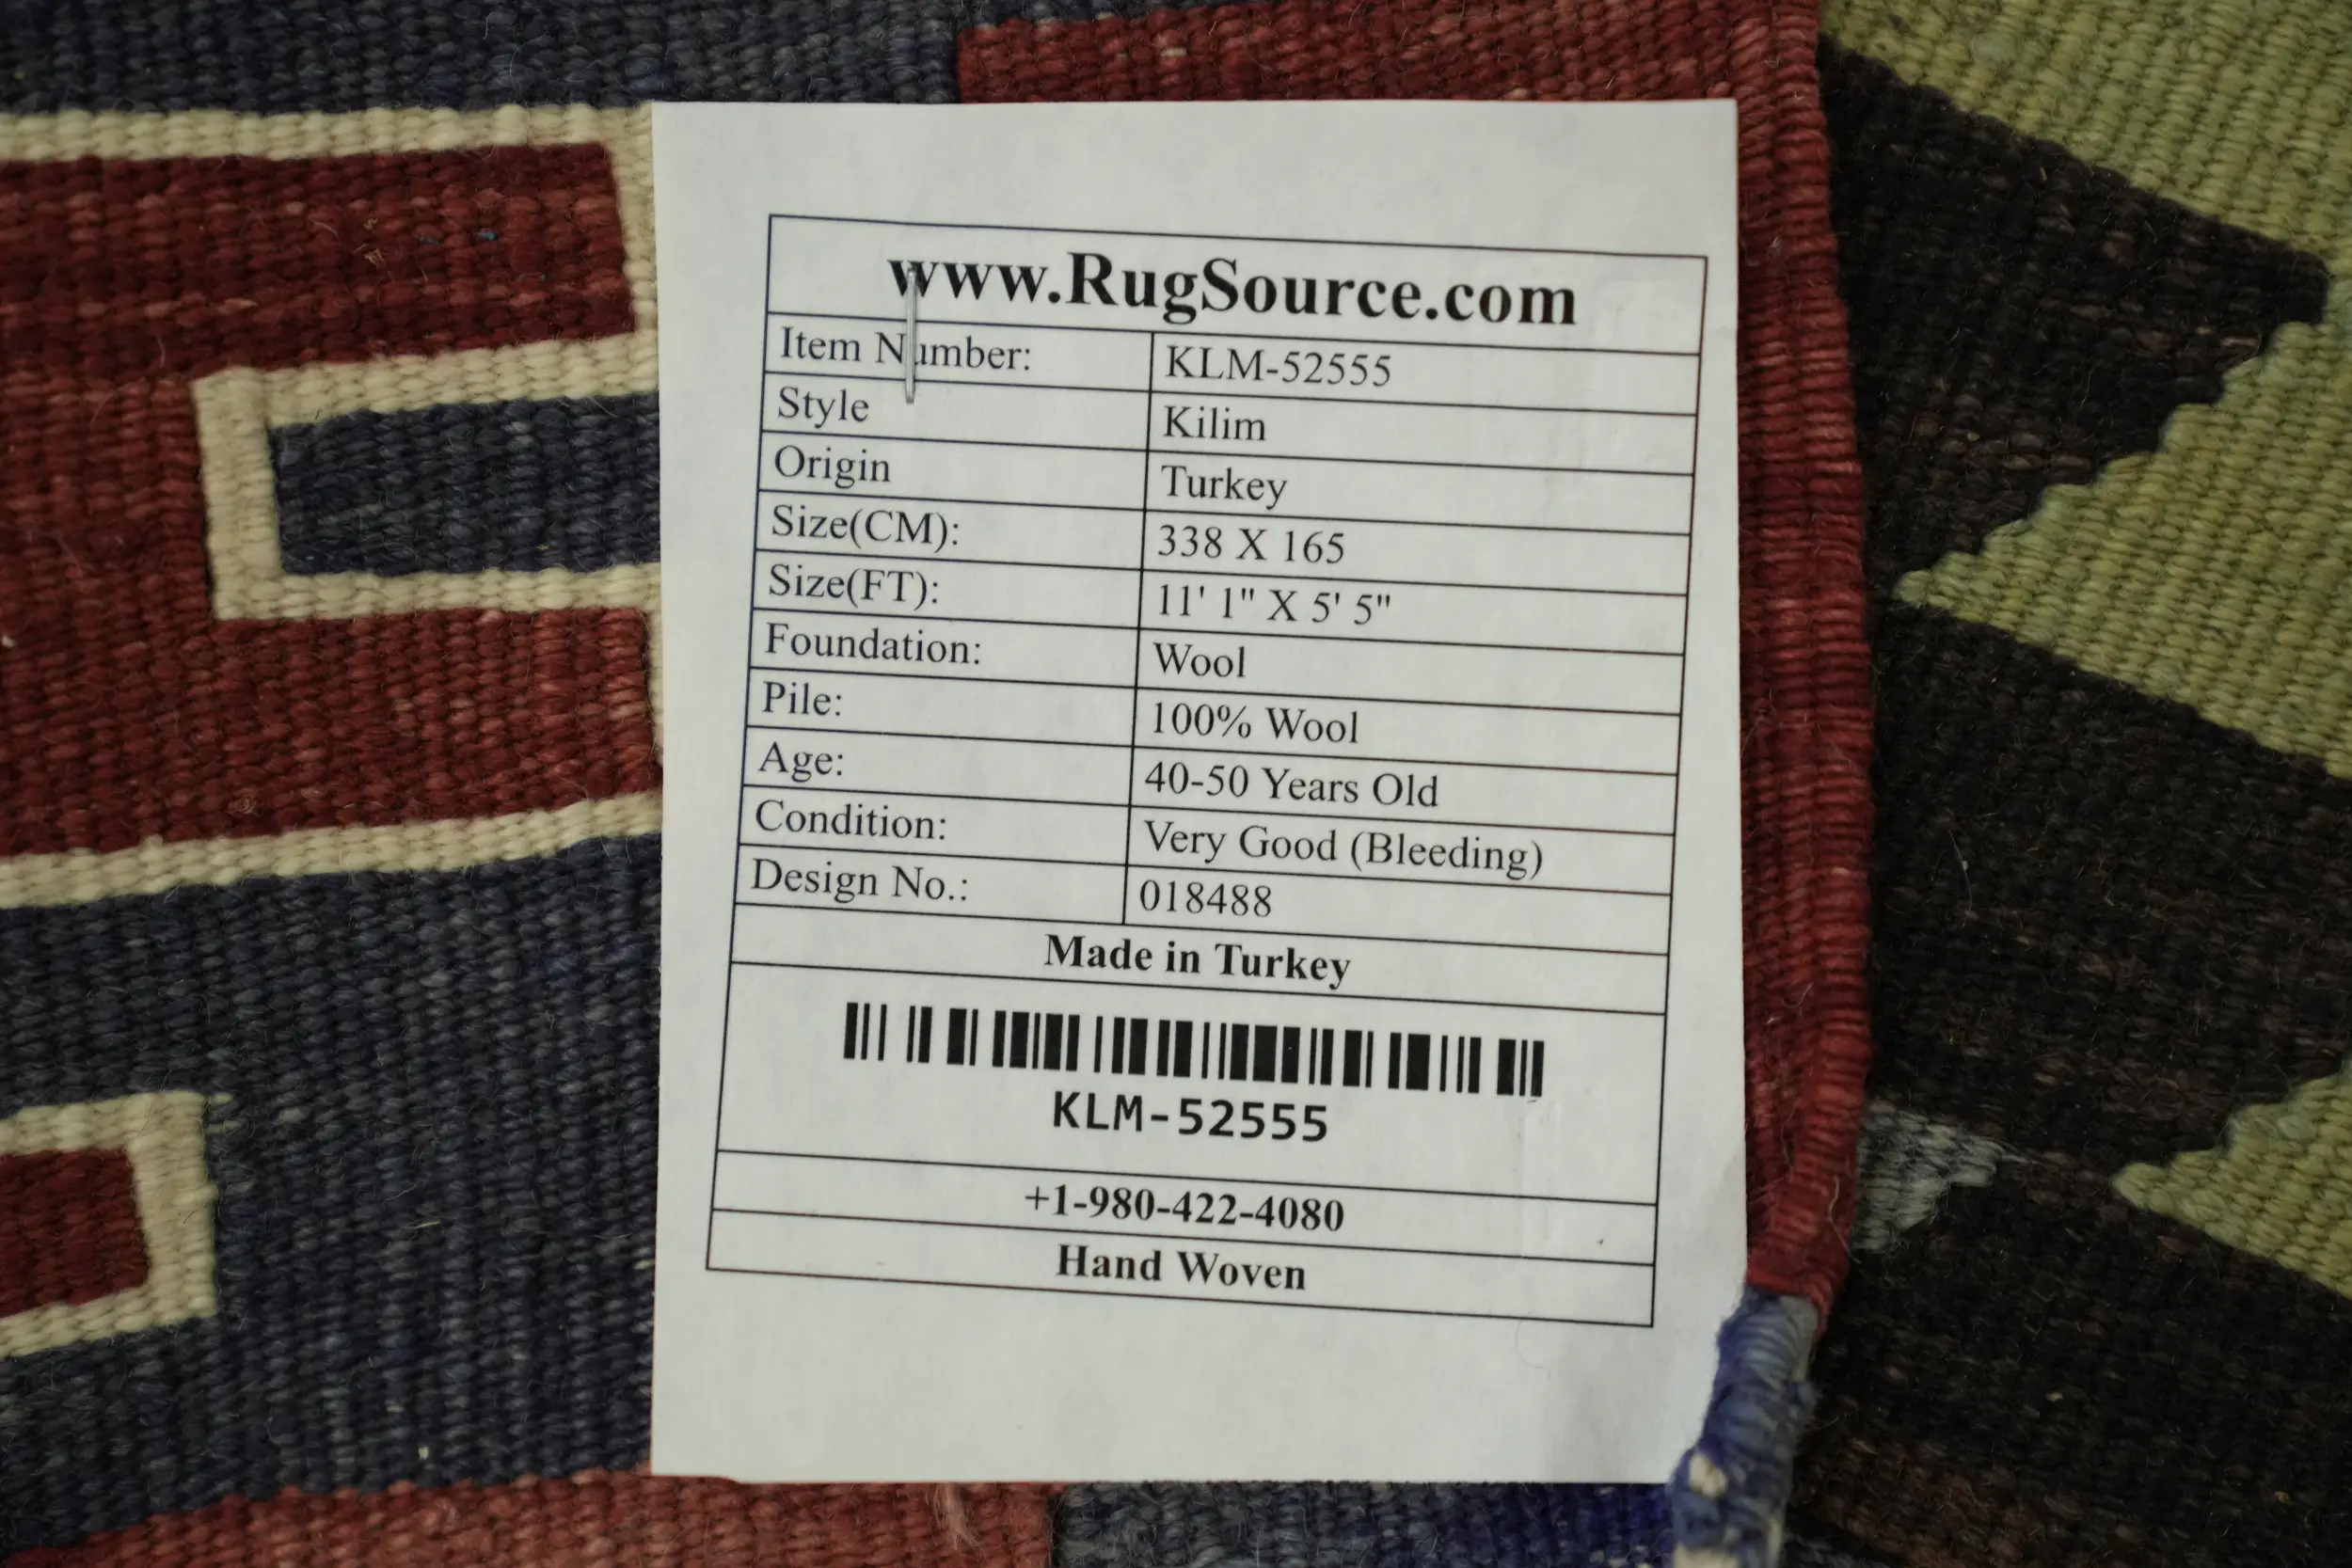 www.RugSource.com
Item Number: KLM-52555
Style Kilim
Origin Turkey
Size(CM): 338 X 165
Size(FT): 11' 1" X 5' 5"
Foundation: Wool
Pile: 100% Wool
Age: 40-50 Years Old
Condition: Very Good (Bleeding)
Design No.: 018488
Made in Turkey
KLM-52555
+1-980-422-4080
Hand Woven